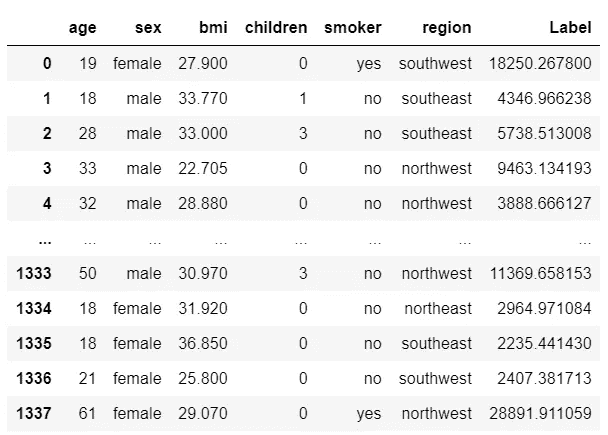 age sex bmi children smoker region Label
0 19 female 27.900 0 yes southwest 18250.267800
1 18 male 33.770 1 no southeast 4346.966238
2 28 male 33.000 3 no southeast 5738.513008
3 33 male 22.705 0 no northwest 9463.134193
4 32 male 28.880 0 no northwest 3888.666127
... ... ... ... ... ... ... ...
1333 50 male 30.970 3 no northwest 11369.658153
1334 18 female 31.920 0 no northeast 2964.971084
1335 18 female 36.850 0 no southeast 2235.441430
1336 21 female 25.800 0 no southwest 2407.381713
1337 61 female 29.070 0 yes northwest 28891.911059